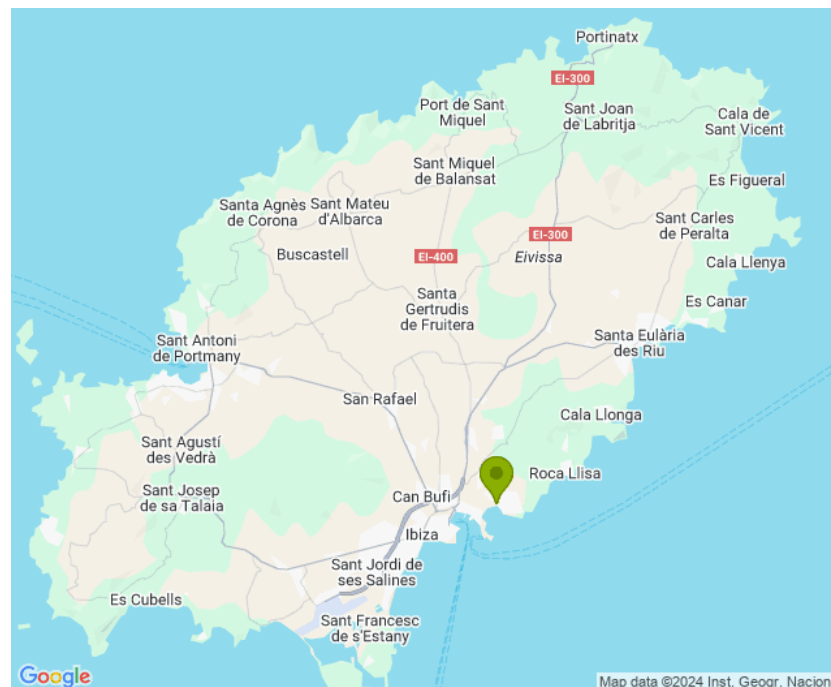 Portinatx
EI-300
Port de Sant
Miquel
Sant Joan
de Labritja
Cala de
Sant Vicent
Sant Miquel
de Balansat
Es Figueral
Santa Agnès
de Corona
Sant Mateu
d'Albarca
Sant Carles
de Peralta
EI-300
Buscastell
EI-400
Eivissa
Cala Llenya
Santa
Gertrudis
de Fruitera
Es Canar
Sant Antoni
de Portmany
Santa Eulària
des Riu
San Rafael
Cala Llonga
Sant Agustí
des Vedrà
Roca Llisa
Sant Josep
de sa Talaia
Can Bufi
Ibiza
Sant Jordi de
ses Salines
Es Cubells
Sant Francesc
de s'Estany
Google
Map data ©2024 Inst. Geogr. Nacion